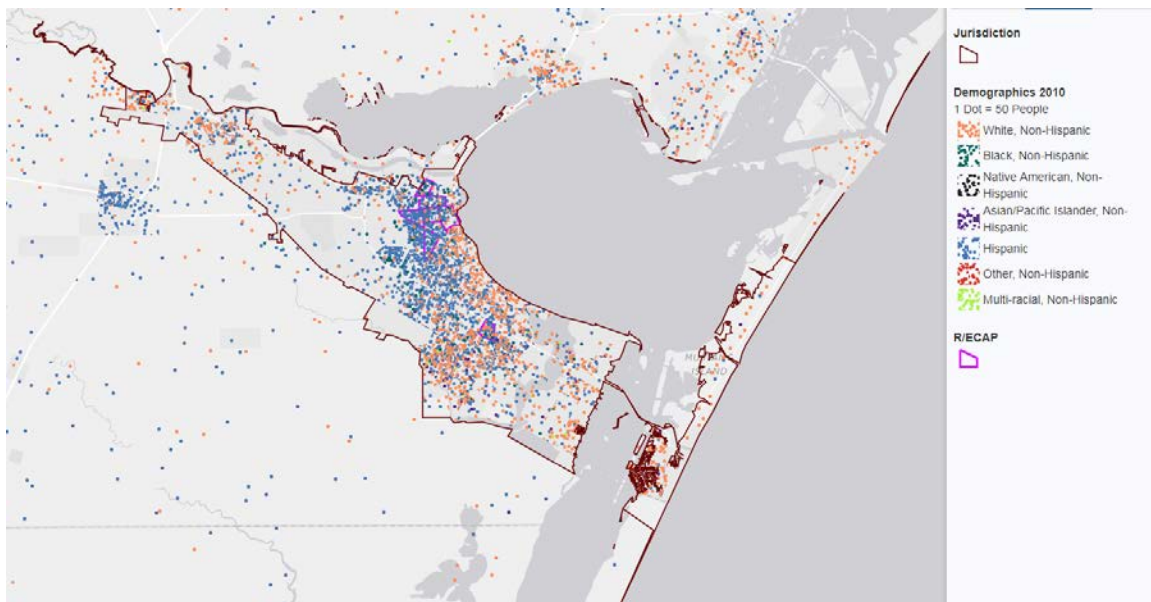 Jurisdiction
Demographics 2010
1 Dot = 50 People
White, Non-Hispanic
Black, Non-Hispanic
Native American, Non-
Hispanic
Asian/Pacific Islander, Non-
Hispanic
Hispanic
Other, Non-Hispanic
Multi-racial, Non-Hispanic
R/ECAP
ISLAND